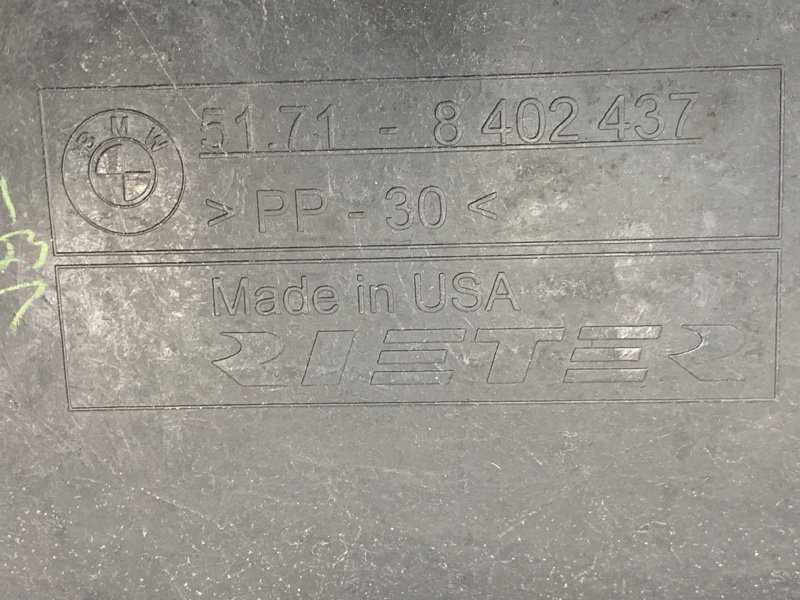 BMW
51.71 - 8 402 437
> PP - 30 <
Made in USA
RIETER